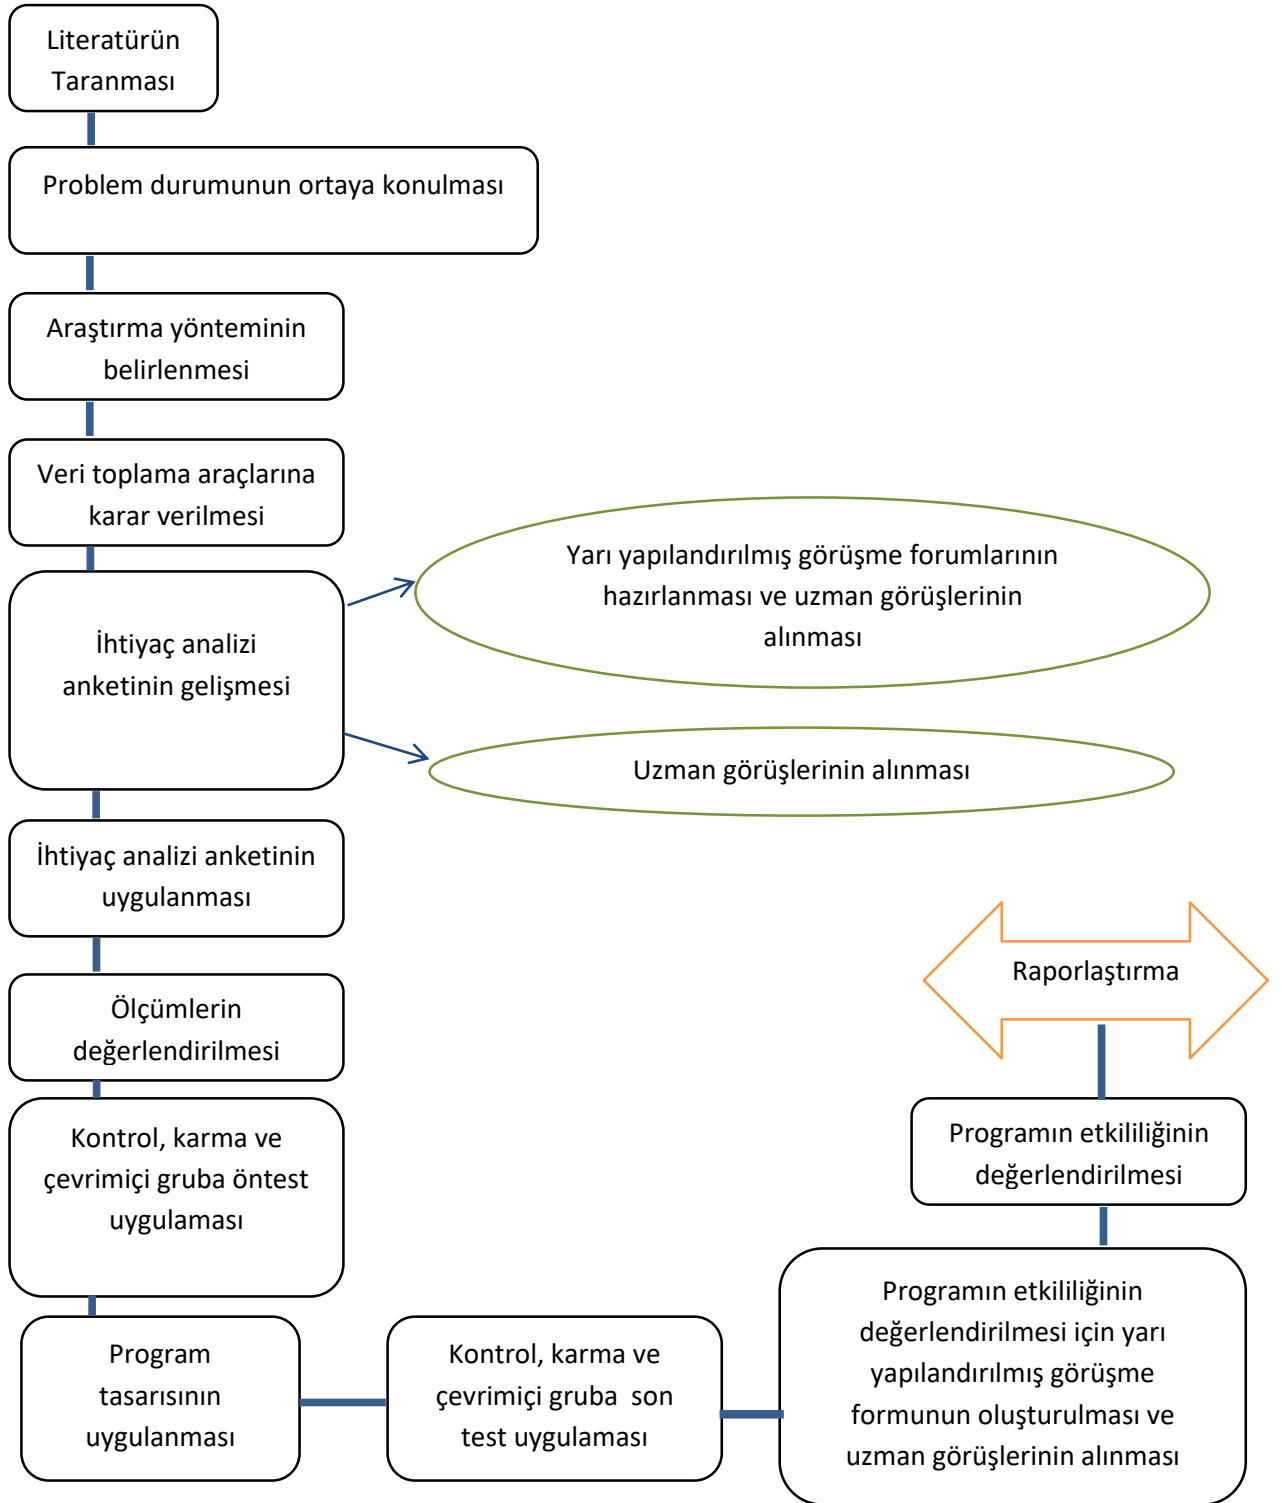 Literatürün
Taranması
Problem durumunun ortaya konulması
Araştırma yönteminin
belirlenmesi
Veri toplama araçlarına
karar verilmesi
Yarı yapılandırılmış görüşme forumlarının
hazırlanması ve uzman görüşlerinin
alınması
İhtiyaç analizi
anketinin gelişmesi
Uzman görüşlerinin alınması
İhtiyaç analizi anketinin
uygulanması
Ölçümlerin
değerlendirilmesi
Kontrol, karma ve
çevrimiçi gruba öntest
uygulaması
Program
tasarısının
uygulanması
Kontrol, karma ve
çevrimiçi gruba  son
test uygulaması
Programın etkililiğinin
değerlendirilmesi için yarı
yapılandırılmış görüşme
formunun oluşturulması ve
uzman görüşlerinin alınması
Programın etkililiğinin
değerlendirilmesi
Raporlaştırma